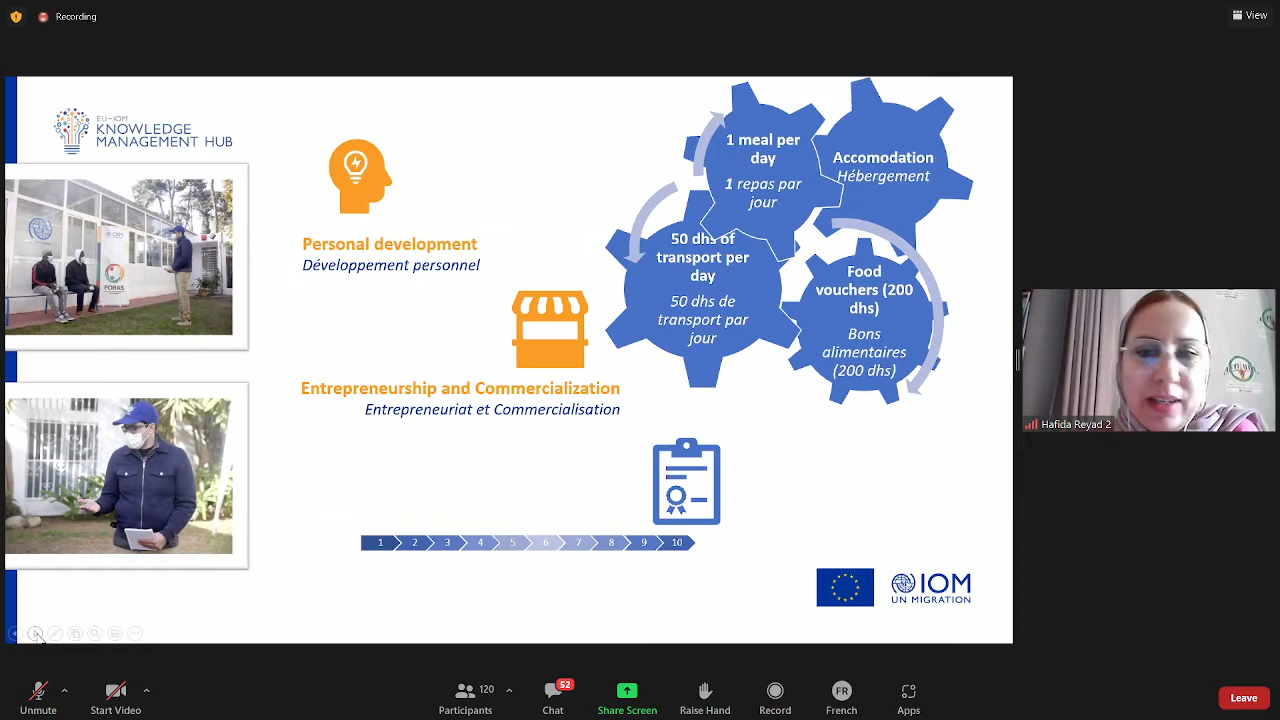 Recording
View
EU-IOM
KNOWLEDGE
MANAGEMENT HUB
IOM
PORAS
Personal development
Développement personnel
Entrepreneurship and Commercialization
Entrepreneuriat et Commercialisation
1 meal per
day
1 repas par
jour
Accomodation
Hébergement
50 dhs of
transport per
day
50 dhs de
transport par
jour
Food
vouchers (200
dhs)
Bons
alimentaires
(200 dhs)
1 2 3 4 5 6 7 8 9 10
IOM
UN MIGRATION
Hafida Reyad 2
Unmute
Start Video
120
Participants
52
Chat
Share Screen
Raise Hand
Record
FR
French
Apps
Leave